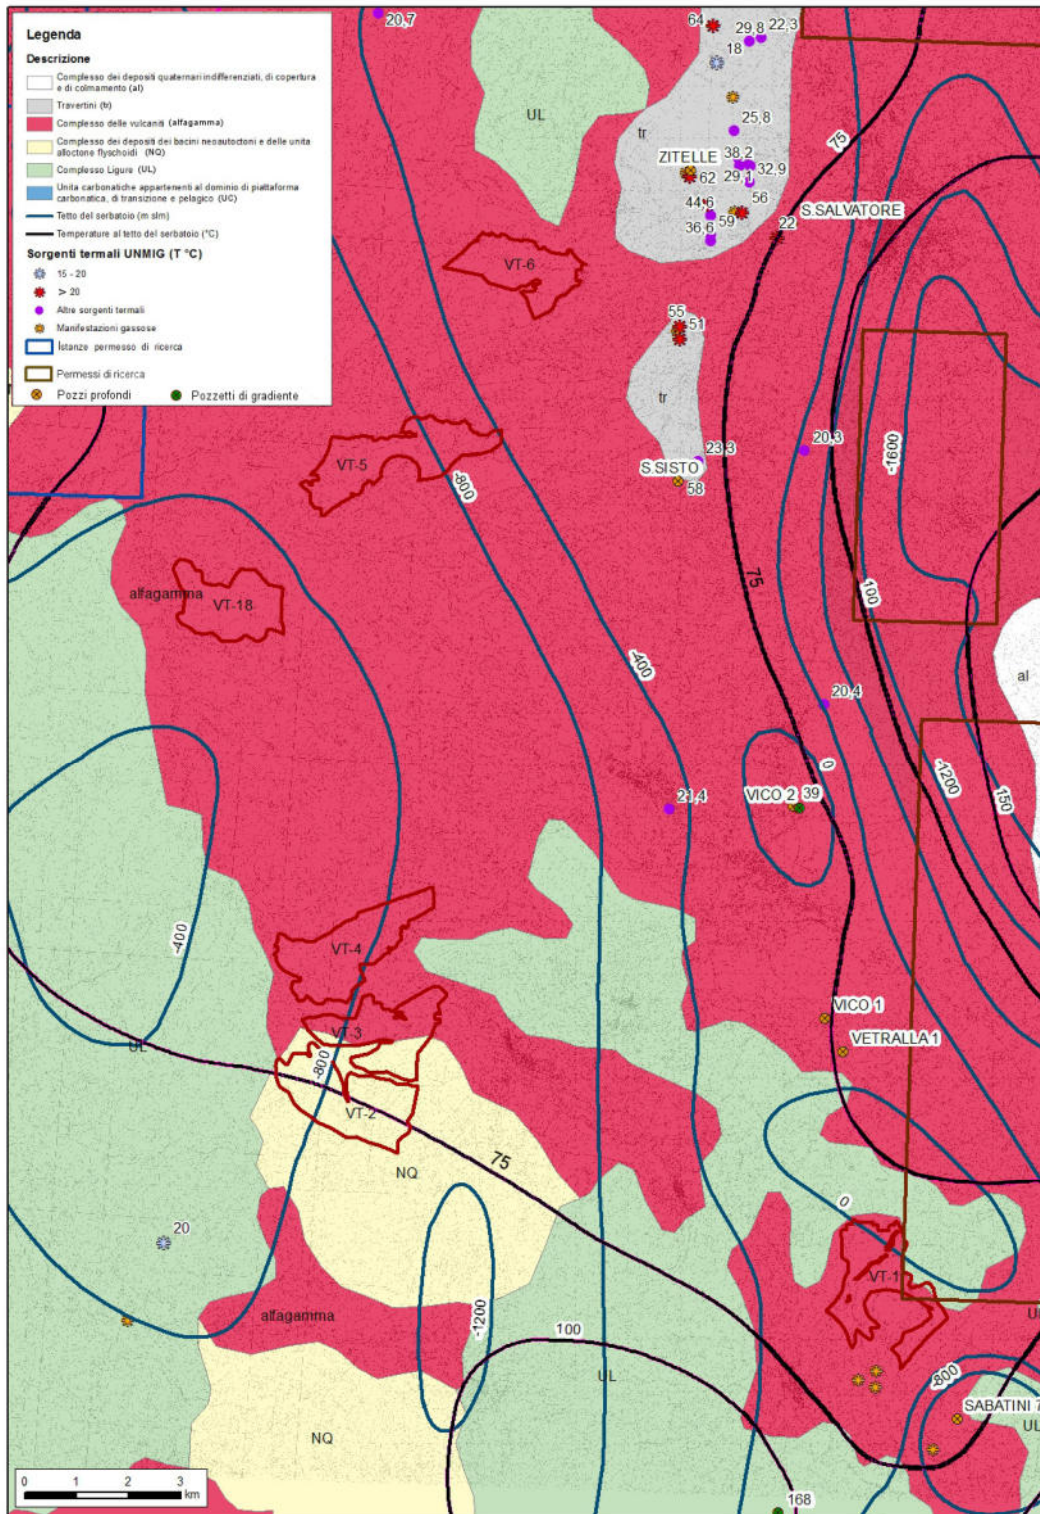 Legenda
Descrizione
Complesso dei depositi quaternari indifferenziati, di copertura
e di colmamento (al)
Travertini (tr)
Complesso delle vulcaniti (alfagamma)
Complesso dei depositi dei bacini neoautoctoni e delle unita
alloctone flyschoidi (NQ)
Complesso Ligure (UL)
Unita carbonatiche appartenenti al dominio di piattaforma
carbonatica, di transizione e pelagico (UC)
Tetto del serbatoio (m slm)
Temperature al tetto del serbatoio (°C)
Sorgenti termali UNMIG (T °C)
15 - 20
> 20
Altre sorgenti termali
Manifestazioni gassose
Istanze permesso di ricerca
Permessi di ricerca
Pozzi profondi
Pozzetti di gradiente
20,7
64
29,8
22,3
18
UL
tr
25,8
75
ZITELLE
38,2
32,9
62
29,1
44,6
56
59
36,6
S.SALVATORE
22
VT-6
55
51
tr
23,3
20,3
-1600
S.SISTO
58
VT-5
-800
75
100
alfagamma
VT-18
-400
al
20,4
0
-1200
150
VICO 2
39
21,4
-400
VT-4
VICO 1
VT-3
VETRALLA 1
UL
-800
VT-2
75
NQ
20
0
VT-1
alfagamma
-1200
100
UL
-800
SABATINI 7
UL
NQ
168
0 1 2 3
km